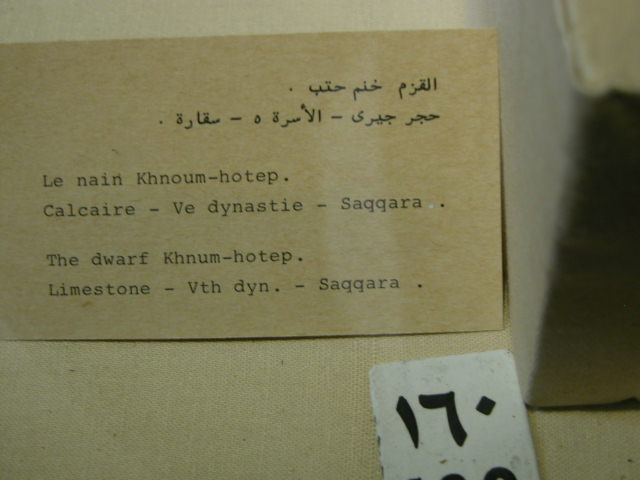 القزم خنم حتب .
حجر جيرى - الأسرة ٥ - سقارة .
Le nain Khnoum-hotep.
Calcaire - Ve dynastie - Saqqara .
The dwarf Khnum-hotep.
Limestone - Vth dyn. - Saqqara .
١٦٠